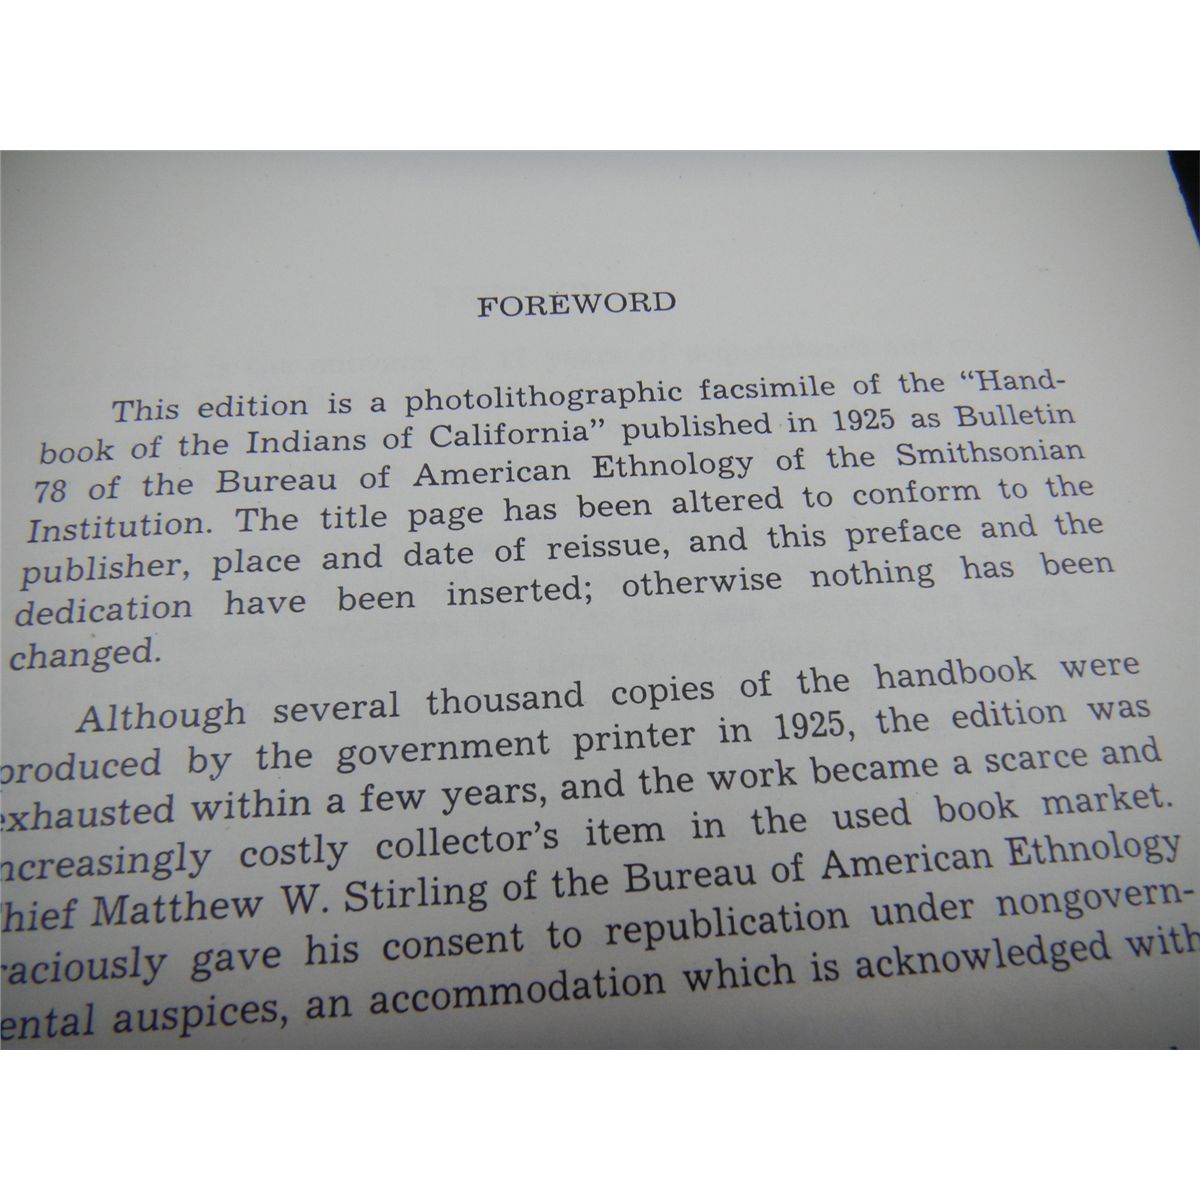 FOREWORD
This edition is a photolithographic facsimile of the “Hand-
book of the Indians of California” published in 1925 as Bulletin
78 of the Bureau of American Ethnology of the Smithsonian
Institution. The title page has been altered to conform to the
publisher, place and date of reissue, and this preface and the
dedication have been inserted; otherwise nothing has been
changed.
Although several thousand copies of the handbook were
produced by the government printer in 1925, the edition was
exhausted within a few years, and the work became a scarce and
ncreasingly costly collector’s item in the used book market.
hief Matthew W. Stirling of the Bureau of American Ethnology
raciously gave his consent to republication under nongovern-
ental auspices, an accommodation which is acknowledged with